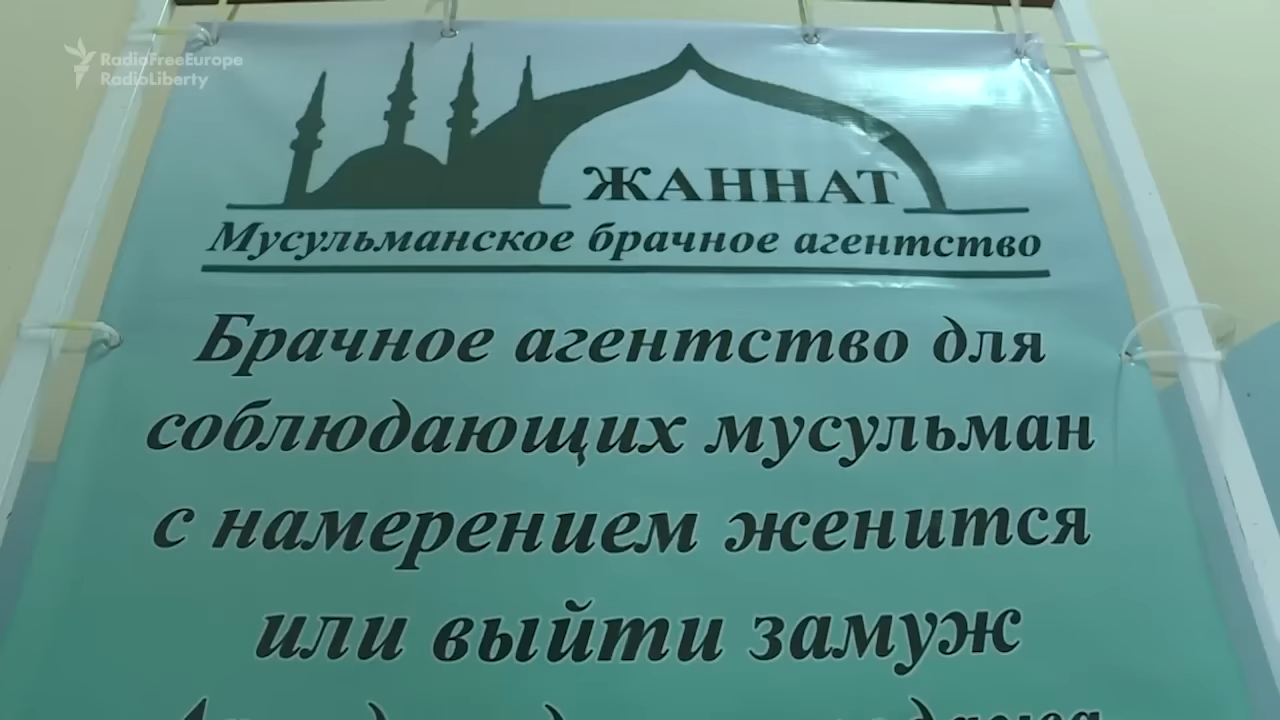 RadioFreeEurope
RadioLiberty
ЖАННАТ
Мусульманское брачное агентство
Брачное агентство для
соблюдающих мусульман
с намерением женится
или выйти замуж